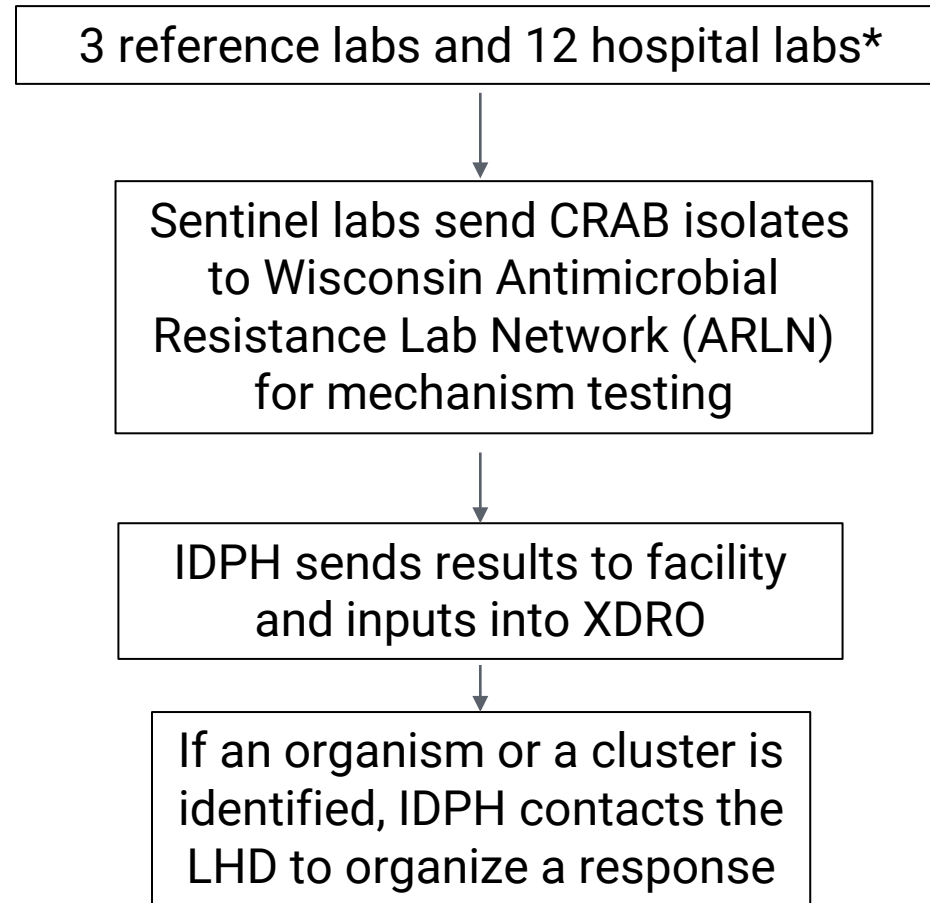 3 reference labs and 12 hospital labs*
Sentinel labs send CRAB isolates
to Wisconsin Antimicrobial
Resistance Lab Network (ARLN)
for mechanism testing
IDPH sends results to facility
and inputs into XDRO
If an organism or a cluster is
identified, IDPH contacts the
LHD to organize a response